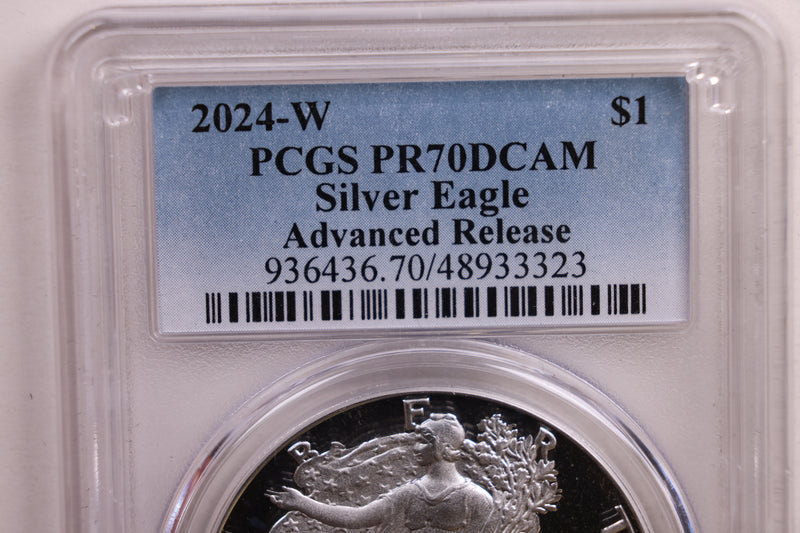 2024-W $1
PCGS PR70DCAM
Silver Eagle
Advanced Release
936436.70/48933323
B E R T